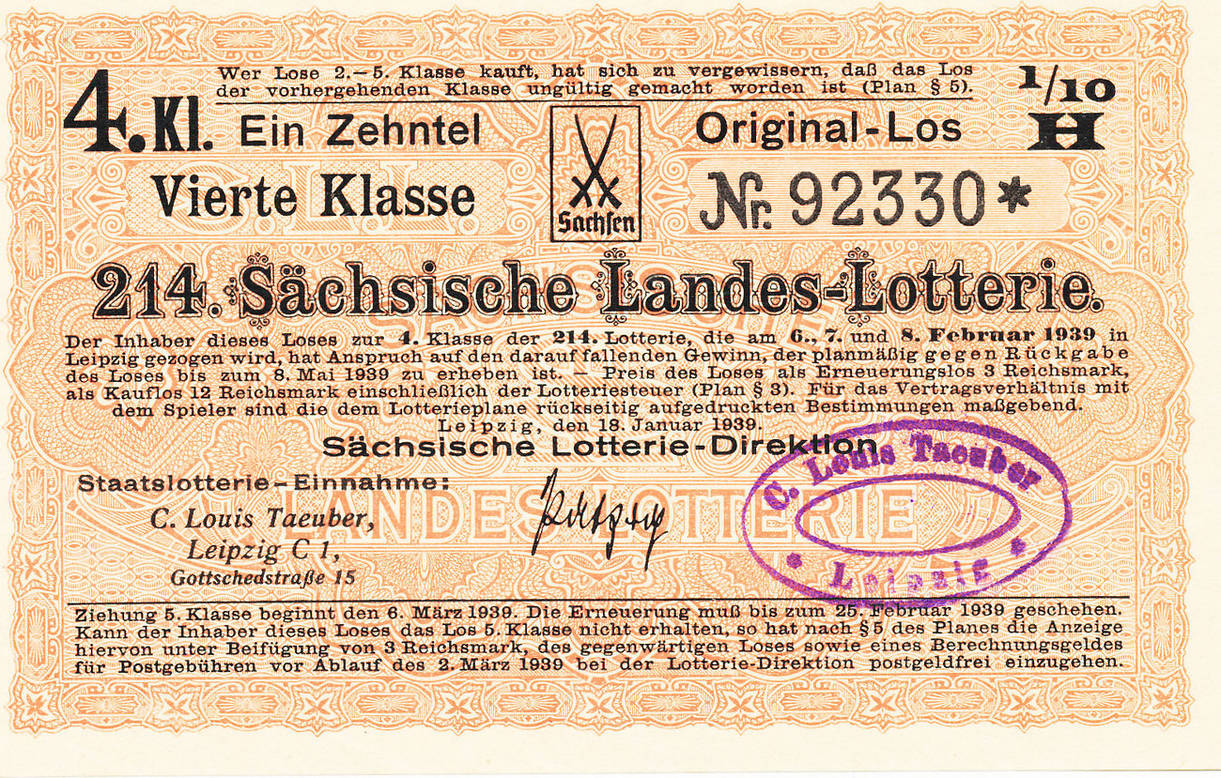 Wer Lose 2.–5. Klasse kauft, hat sich zu vergewissern, daß das Los
der vorhergehenden Klasse ungültig gemacht worden ist (Plan § 5).
4. Kl. Ein Zehntel
Original-Los
1/10
H
Vierte Klasse
Sachsen
Nr. 92330*
214. Sächsische Landes-Lotterie.
Der Inhaber dieses Loses zur 4. Klasse der 214. Lotterie, die am 6., 7. und 8. Februar 1939 in
Leipzig gezogen wird, hat Anspruch auf den darauf fallenden Gewinn, der planmäßig gegen Rückgabe
des Loses bis zum 8. Mai 1939 zu erheben ist. — Preis des Loses als Erneuerungslos 3 Reichsmark,
als Kauflos 12 Reichsmark einschließlich der Lotteriesteuer (Plan § 3). Für das Vertragsverhältnis mit
dem Spieler sind die dem Lotterieplane rückseitig aufgedruckten Bestimmungen maßgebend.
Leipzig, den 18. Januar 1939.
Sächsische Lotterie-Direktion
Staatslotterie-Einnahme:
C. Louis Taeuber,
Leipzig C 1,
Gottschedstraße 15
C. Louis Taeuber
* Leipzig *
LANDES-LOTTERIE
Ziehung 5. Klasse beginnt den 6. März 1939. Die Erneuerung muß bis zum 25. Februar 1939 geschehen.
Kann der Inhaber dieses Loses das Los 5. Klasse nicht erhalten, so hat nach § 5 des Planes die Anzeige
hiervon unter Beifügung von 3 Reichsmark, des gegenwärtigen Loses sowie eines Berechnungsgeldes
für Postgebühren vor Ablauf des 2. März 1939 bei der Lotterie-Direktion postgeldfrei einzugehen.